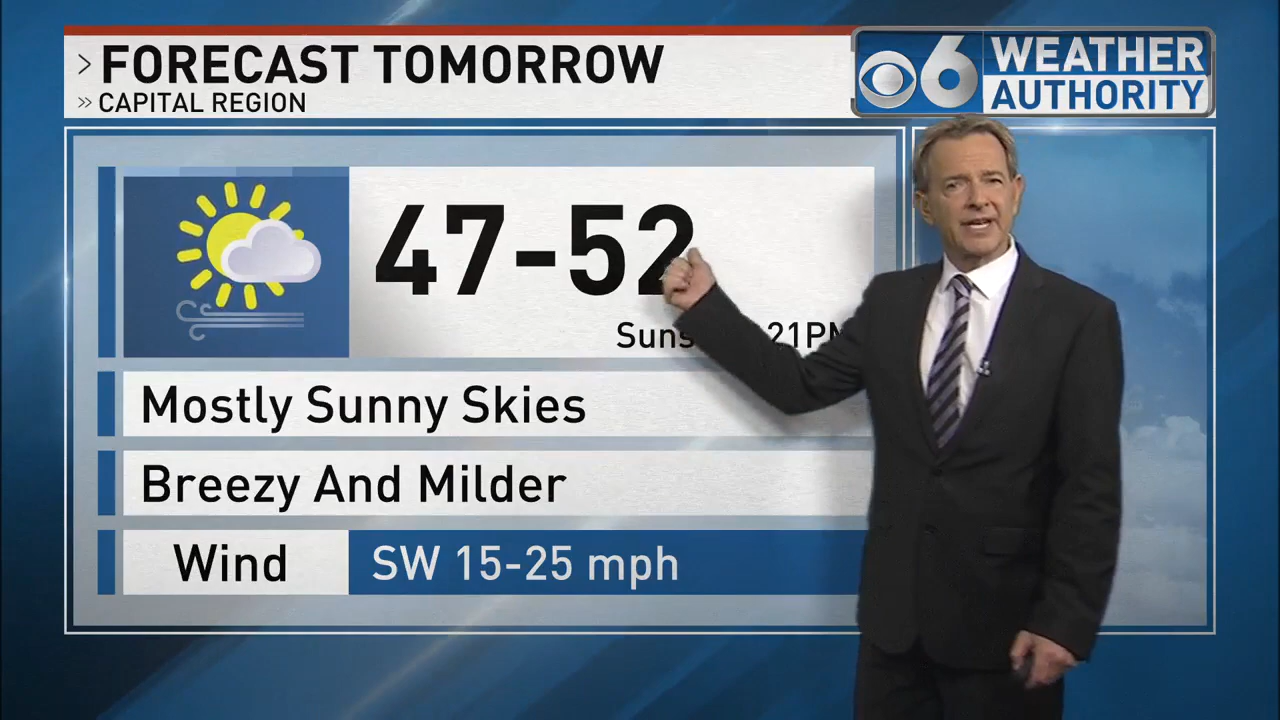 > FORECAST TOMORROW
» CAPITAL REGION
6 WEATHER
AUTHORITY
47-52
21PM
Mostly Sunny Skies
Breezy And Milder
Wind SW 15-25 mph